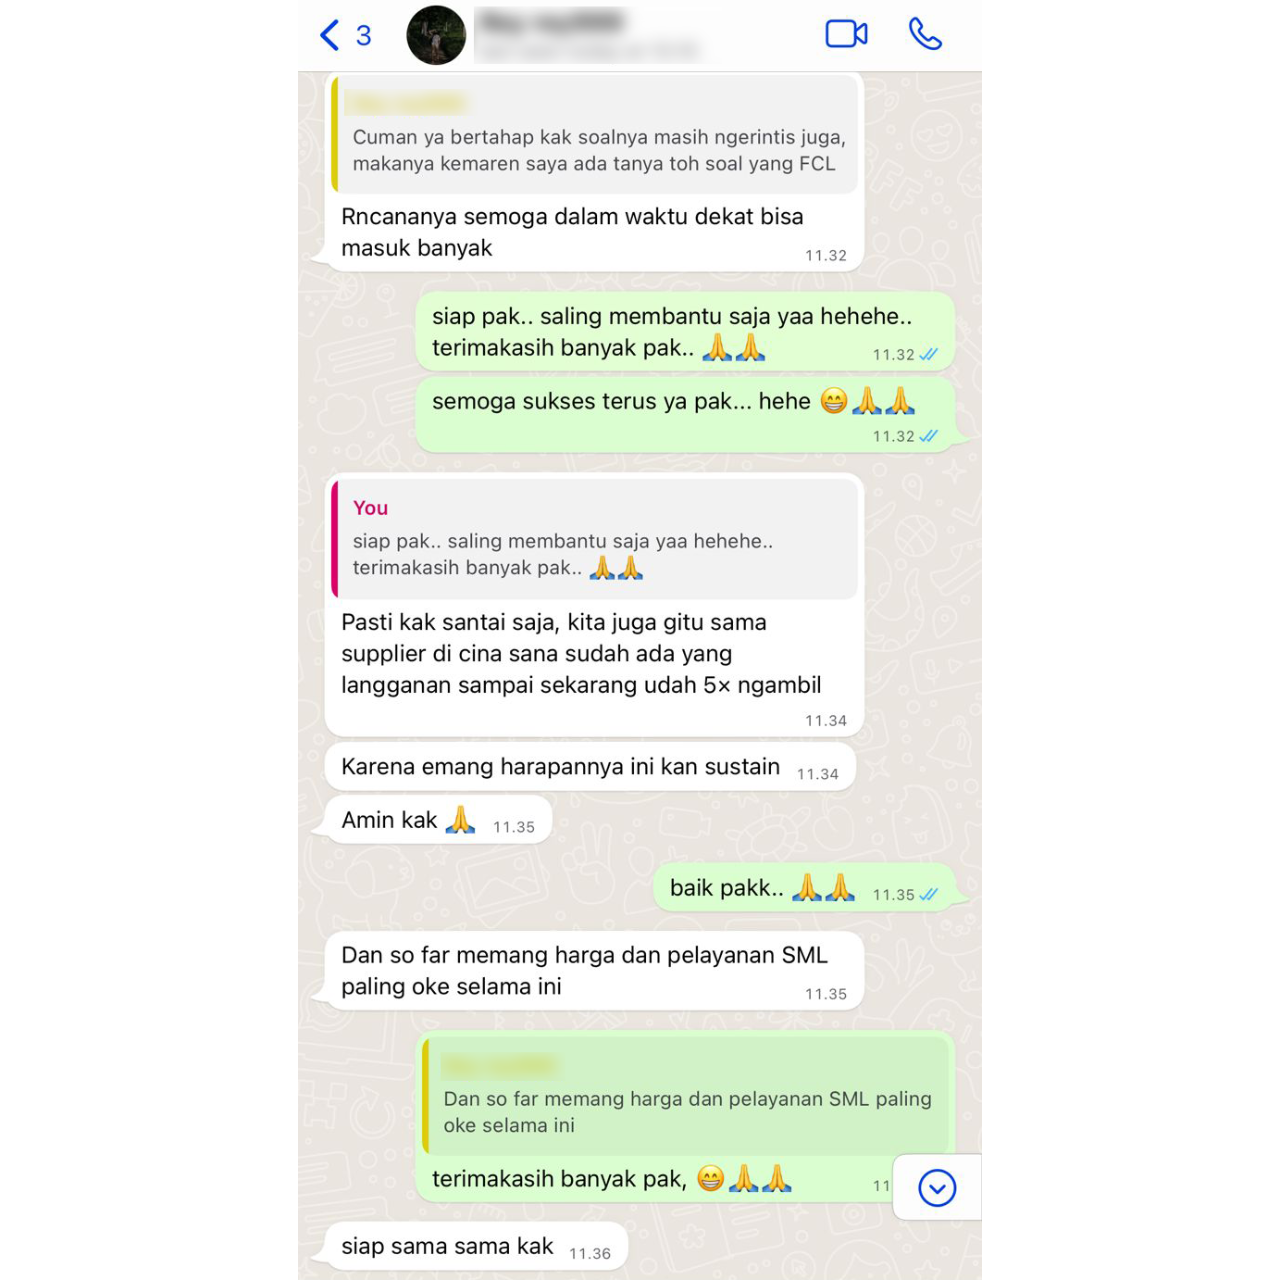 3
Cuman ya bertahap kak soalnya masih ngerintis juga,
makanya kemaren saya ada tanya toh soal yang FCL
Rncananya semoga dalam waktu dekat bisa
masuk banyak
11.32
siap pak.. saling membantu saja yaa hehehe..
terimakasih banyak pak.. 🙏🙏
11.32
semoga sukses terus ya pak... hehe 😁🙏🙏
11.32
You
siap pak.. saling membantu saja yaa hehehe..
terimakasih banyak pak.. 🙏🙏
Pasti kak santai saja, kita juga gitu sama
supplier di cina sana sudah ada yang
langganan sampai sekarang udah 5× ngambil
11.34
Karena emang harapannya ini kan sustain 11.34
Amin kak 🙏 11.35
baik pakk.. 🙏🙏 11.35
Dan so far memang harga dan pelayanan SML
paling oke selama ini
11.35
Dan so far memang harga dan pelayanan SML paling
oke selama ini
terimakasih banyak pak, 😁🙏🙏 11
siap sama sama kak 11.36